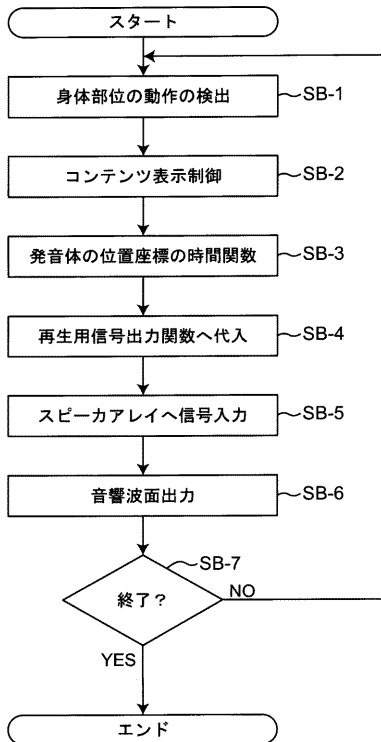 スタート
身体部位の動作の検出 SB-1
コンテンツ表示制御 SB-2
発音体の位置座標の時間関数 SB-3
再生用信号出力関数へ代入 SB-4
スピーカアレイへ信号入力 SB-5
音響波面出力 SB-6
SB-7
終了？ NO
YES
エンド